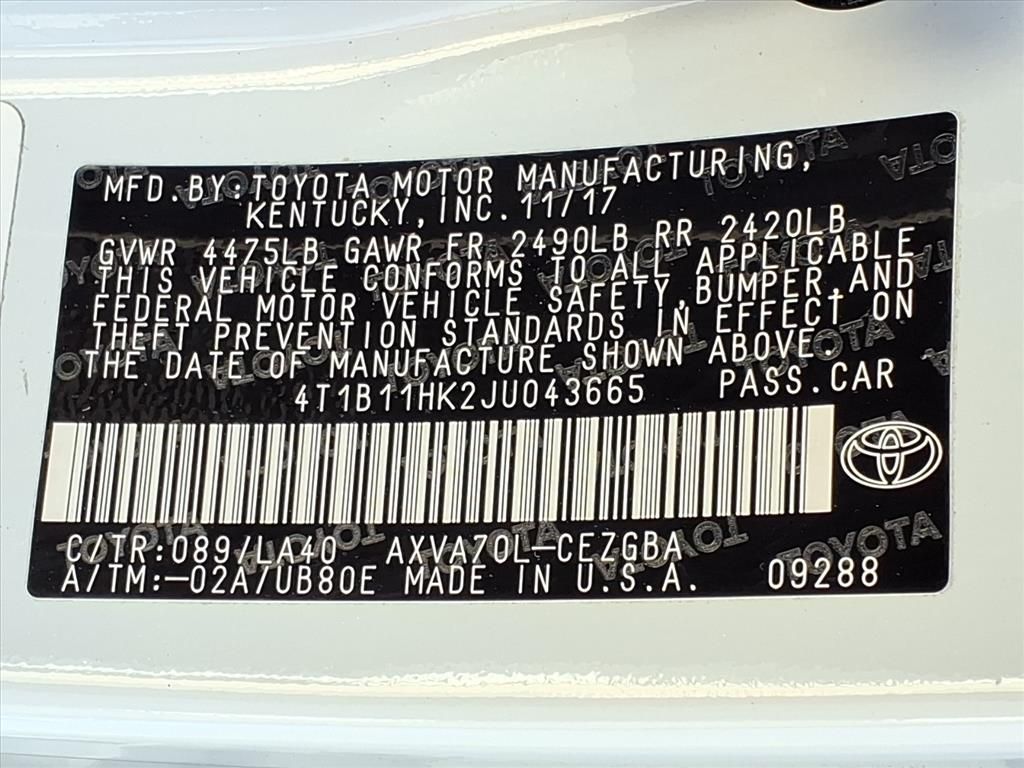 MFD.BY:TOYOTA MOTOR MANUFACTURING,
KENTUCKY,INC.11/17
GVWR 4475LB GAWR FR 2490LB RR 2420LB
THIS VEHICLE CONFORMS TO ALL APPLICABLE
FEDERAL MOTOR VEHICLE SAFETY,BUMPER,AND
THEFT PREVENTION STANDARDS IN EFFECT ON
THE DATE OF MANUFACTURE SHOWN ABOVE.
4T1B11HK2JU043665 PASS.CAR
C/TR:089/LA40 AXVA70L-CEZGBA
A/TM:-02A/UB80E MADE IN U.S.A. 09288